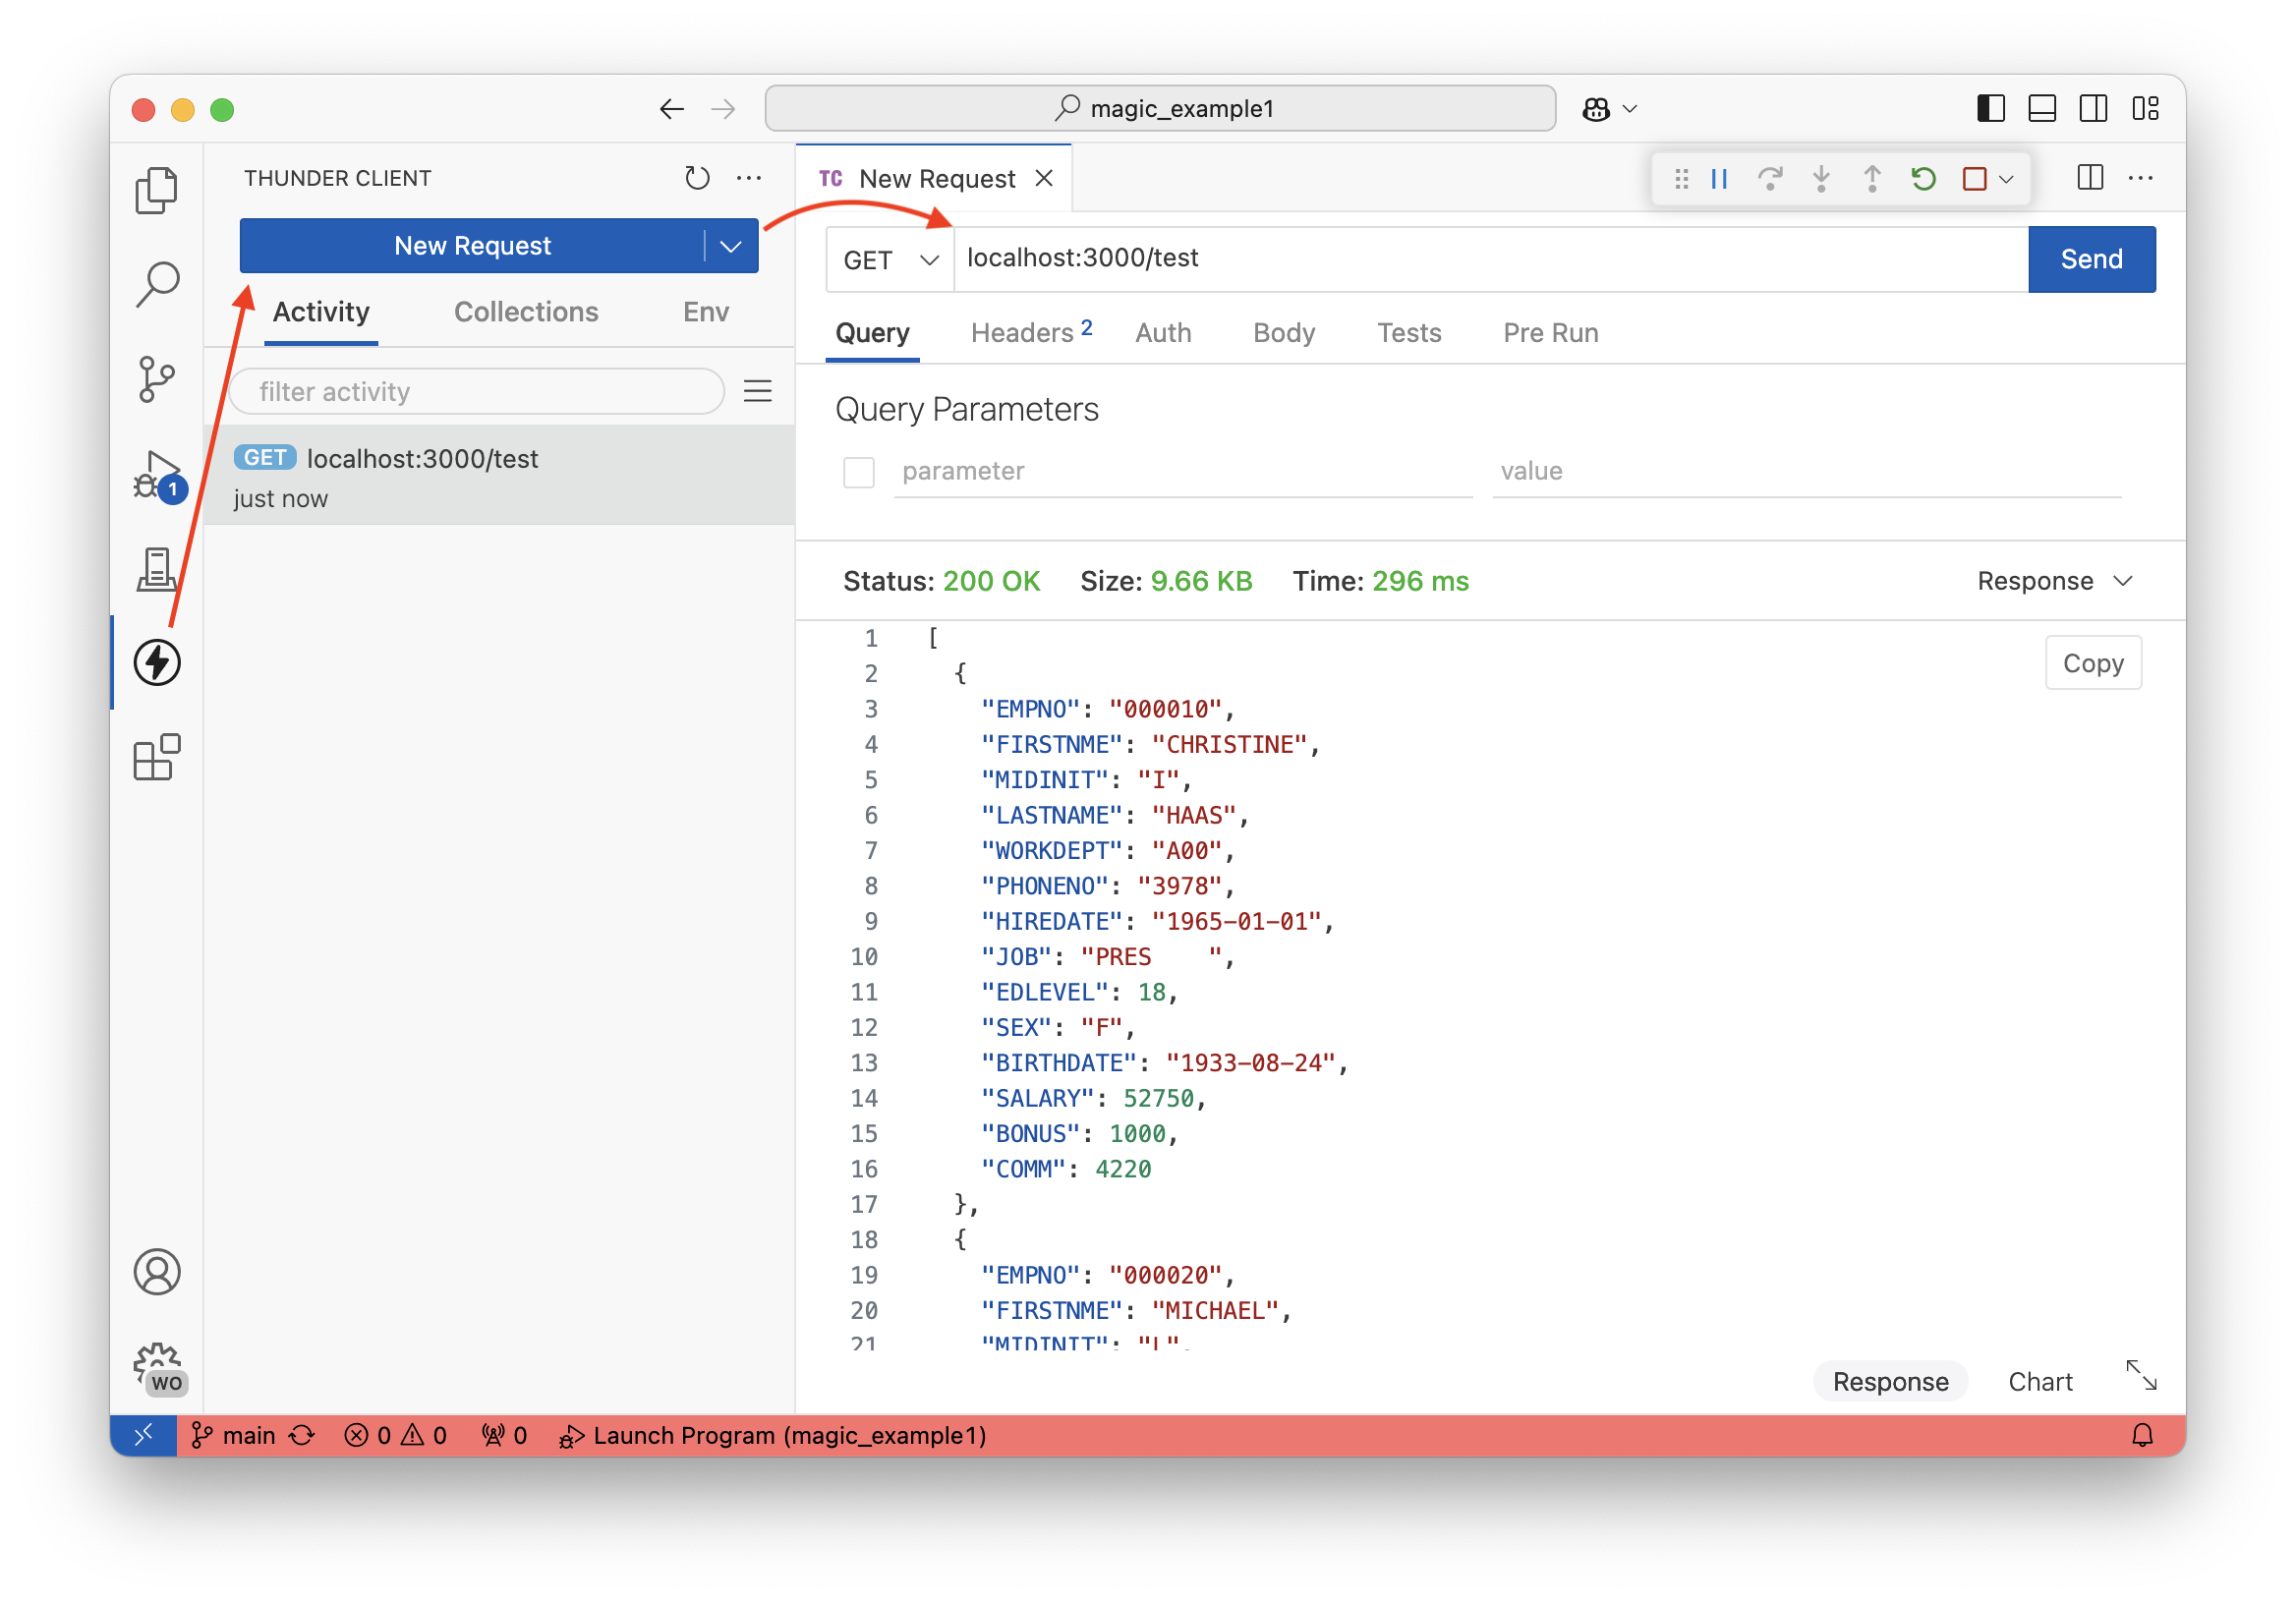 magic_example1
THUNDER CLIENT
New Request
Activity Collections Env
filter activity
GET localhost:3000/test
just now
1
WO
TC New Request
GET localhost:3000/test Send
Query Headers 2 Auth Body Tests Pre Run
Query Parameters
parameter value
Status: 200 OK Size: 9.66 KB Time: 296 ms Response
Copy
1 [
2 {
3 "EMPNO": "000010",
4 "FIRSTNME": "CHRISTINE",
5 "MIDINIT": "I",
6 "LASTNAME": "HAAS",
7 "WORKDEPT": "A00",
8 "PHONENO": "3978",
9 "HIREDATE": "1965-01-01",
10 "JOB": "PRES    ",
11 "EDLEVEL": 18,
12 "SEX": "F",
13 "BIRTHDATE": "1933-08-24",
14 "SALARY": 52750,
15 "BONUS": 1000,
16 "COMM": 4220
17 },
18 {
19 "EMPNO": "000020",
20 "FIRSTNME": "MICHAEL",
21 "MIDINIT": "L",
Response Chart
main 0 0 0 Launch Program (magic_example1)